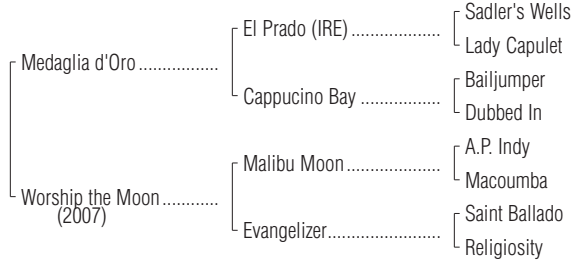 Sadler's Wells
El Prado (IRE) ....................
Lady Capulet
Medaglia d'Oro ................
Bailjumper
Cappucino Bay ..................
Dubbed In
A.P. Indy
Malibu Moon .....................
Macoumba
Worship the Moon ............
(2007)
Saint Ballado
Evangelizer.........................
Religiosity